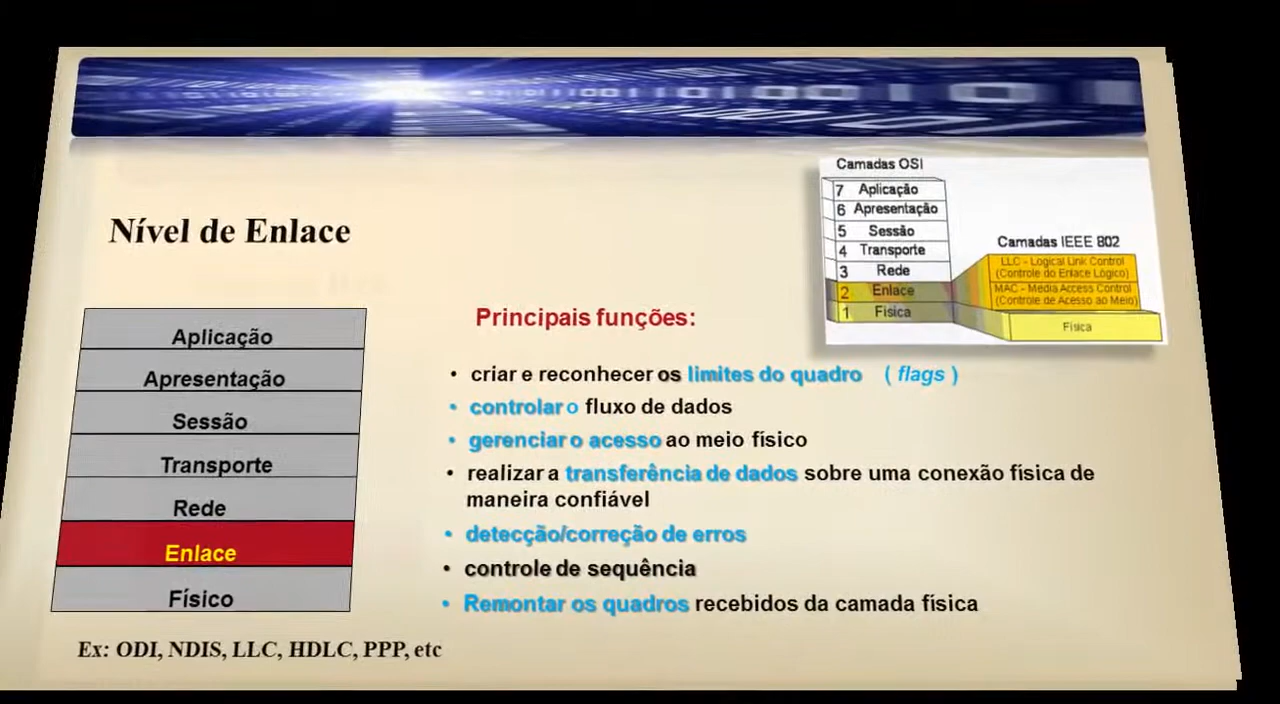 Camadas OSI
7 Aplicação
6 Apresentação
5 Sessão
4 Transporte
3 Rede
2 Enlace
1 Física
Camadas IEEE 802
LLC - Logical Link Control
(Controle do Enlace Lógico)
MAC - Media Access Control
(Controle de Acesso ao Meio)
Física
Nível de Enlace
Aplicação
Apresentação
Sessão
Transporte
Rede
Enlace
Físico
Ex: ODI, NDIS, LLC, HDLC, PPP, etc
Principais funções:
• criar e reconhecer os limites do quadro ( flags )
• controlar o fluxo de dados
• gerenciar o acesso ao meio físico
• realizar a transferência de dados sobre uma conexão física de
maneira confiável
• detecção/correção de erros
• controle de sequência
• Remontar os quadros recebidos da camada física